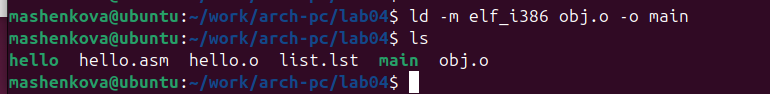 mashenkova@ubuntu:~/work/arch-pc/lab04$ ld -m elf_i386 obj.o -o main
mashenkova@ubuntu:~/work/arch-pc/lab04$ ls
hello  hello.asm  hello.o  list.lst  main  obj.o
mashenkova@ubuntu:~/work/arch-pc/lab04$